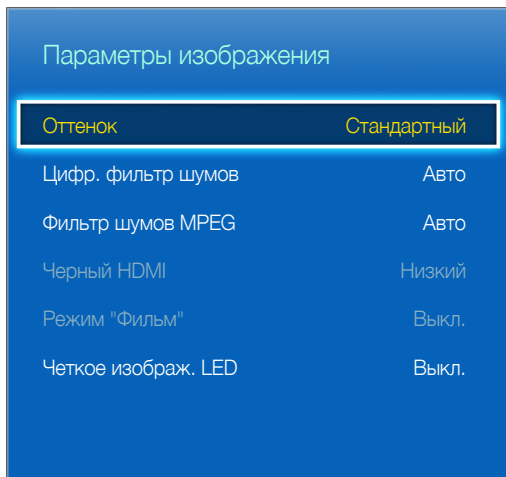 Параметры изображения
Оттенок Стандартный
Цифр. фильтр шумов Авто
Фильтр шумов MPEG Авто
Черный HDMI Низкий
Режим "Фильм" Выкл.
Четкое изображ. LED Выкл.